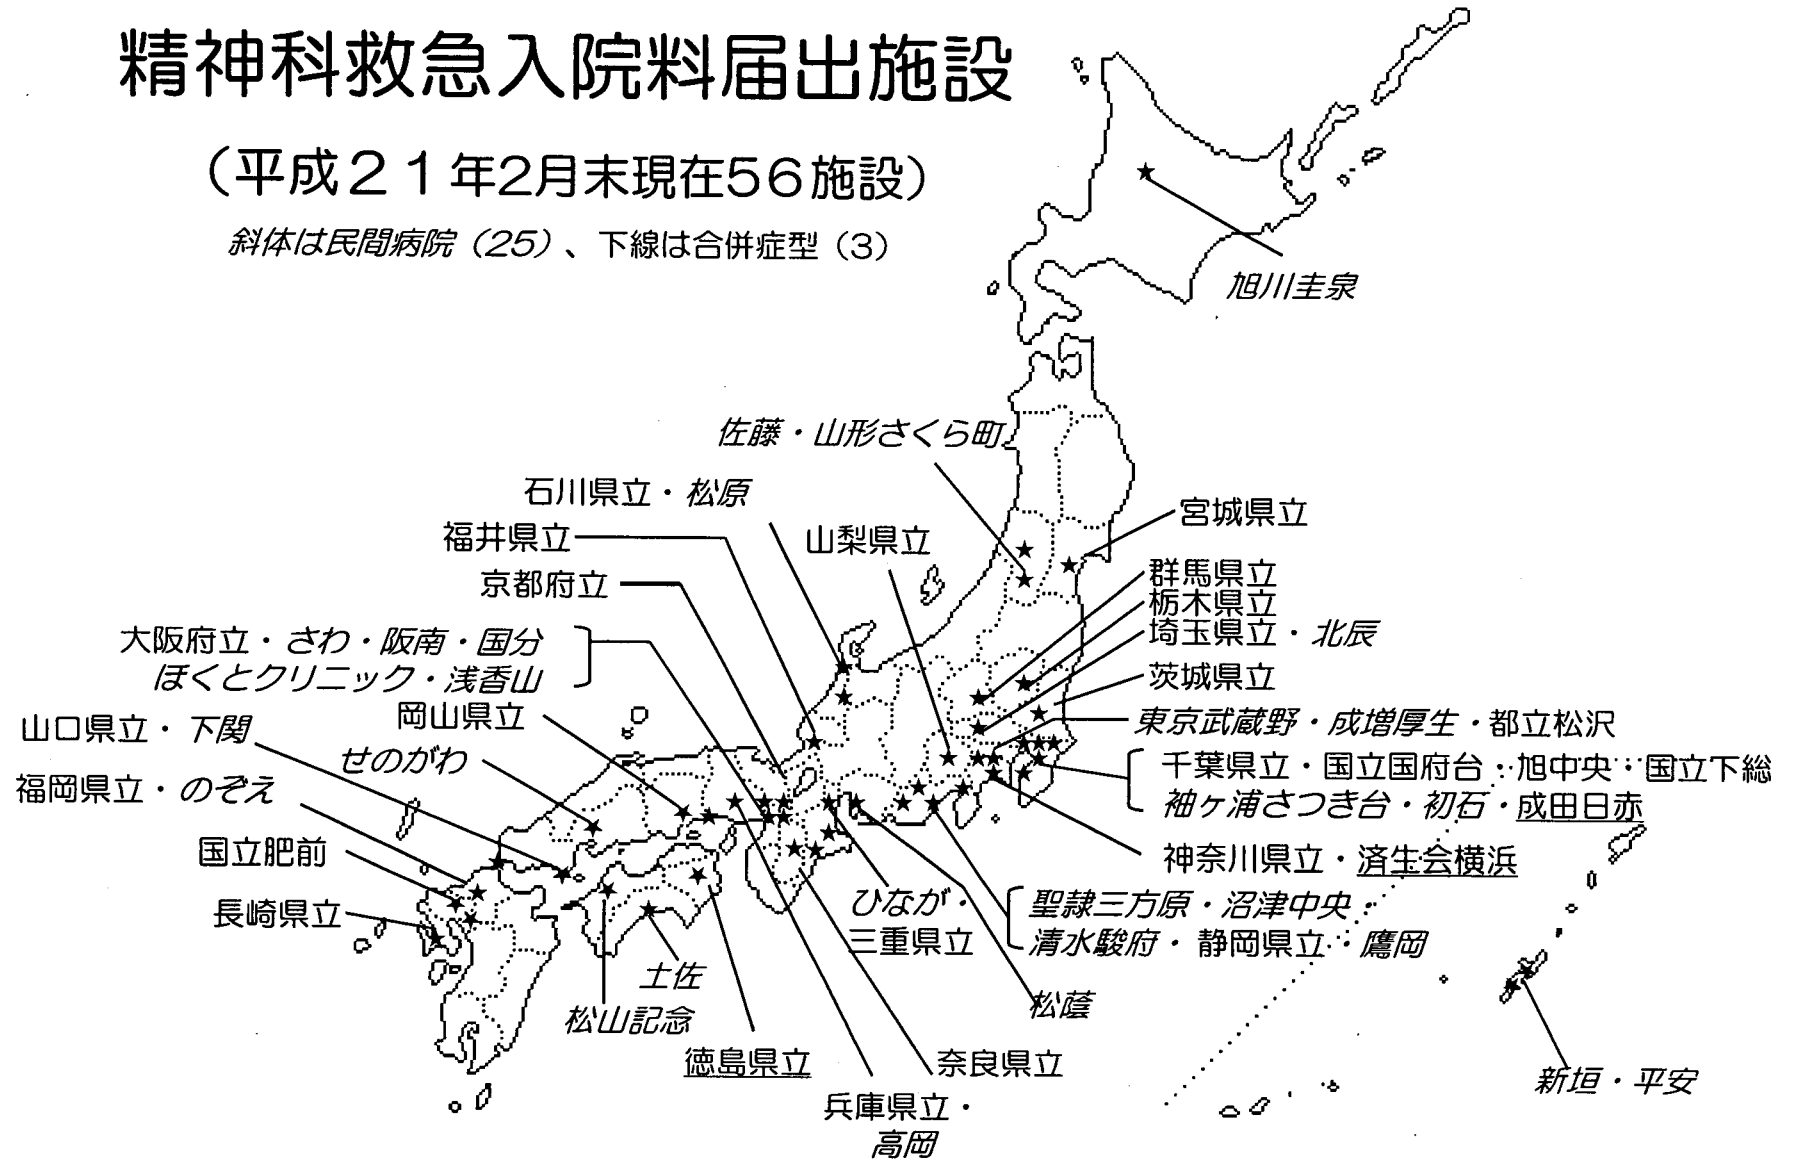 精神科救急入院料届出施設
（平成２１年２月末現在５６施設）
斜体は民間病院（25）、下線は合併症型（3）
旭川圭泉
佐藤・山形さくら町
石川県立・松原
宮城県立
福井県立
山梨県立
京都府立
群馬県立
栃木県立
大阪府立・さわ・阪南・国分
埼玉県立・北辰
ほくとクリニック・浅香山
茨城県立
岡山県立
山口県立・下関
東京武蔵野・成増厚生・都立松沢
せのがわ
千葉県立・国立国府台・旭中央・国立下総
福岡県立・のぞえ
袖ヶ浦さつき台・初石・成田日赤
国立肥前
神奈川県立・済生会横浜
長崎県立
ひなが・
三重県立
聖隷三方原・沼津中央・
清水駿府・静岡県立・鷹岡
土佐
松蔭
松山記念
徳島県立
奈良県立
新垣・平安
兵庫県立・
高岡